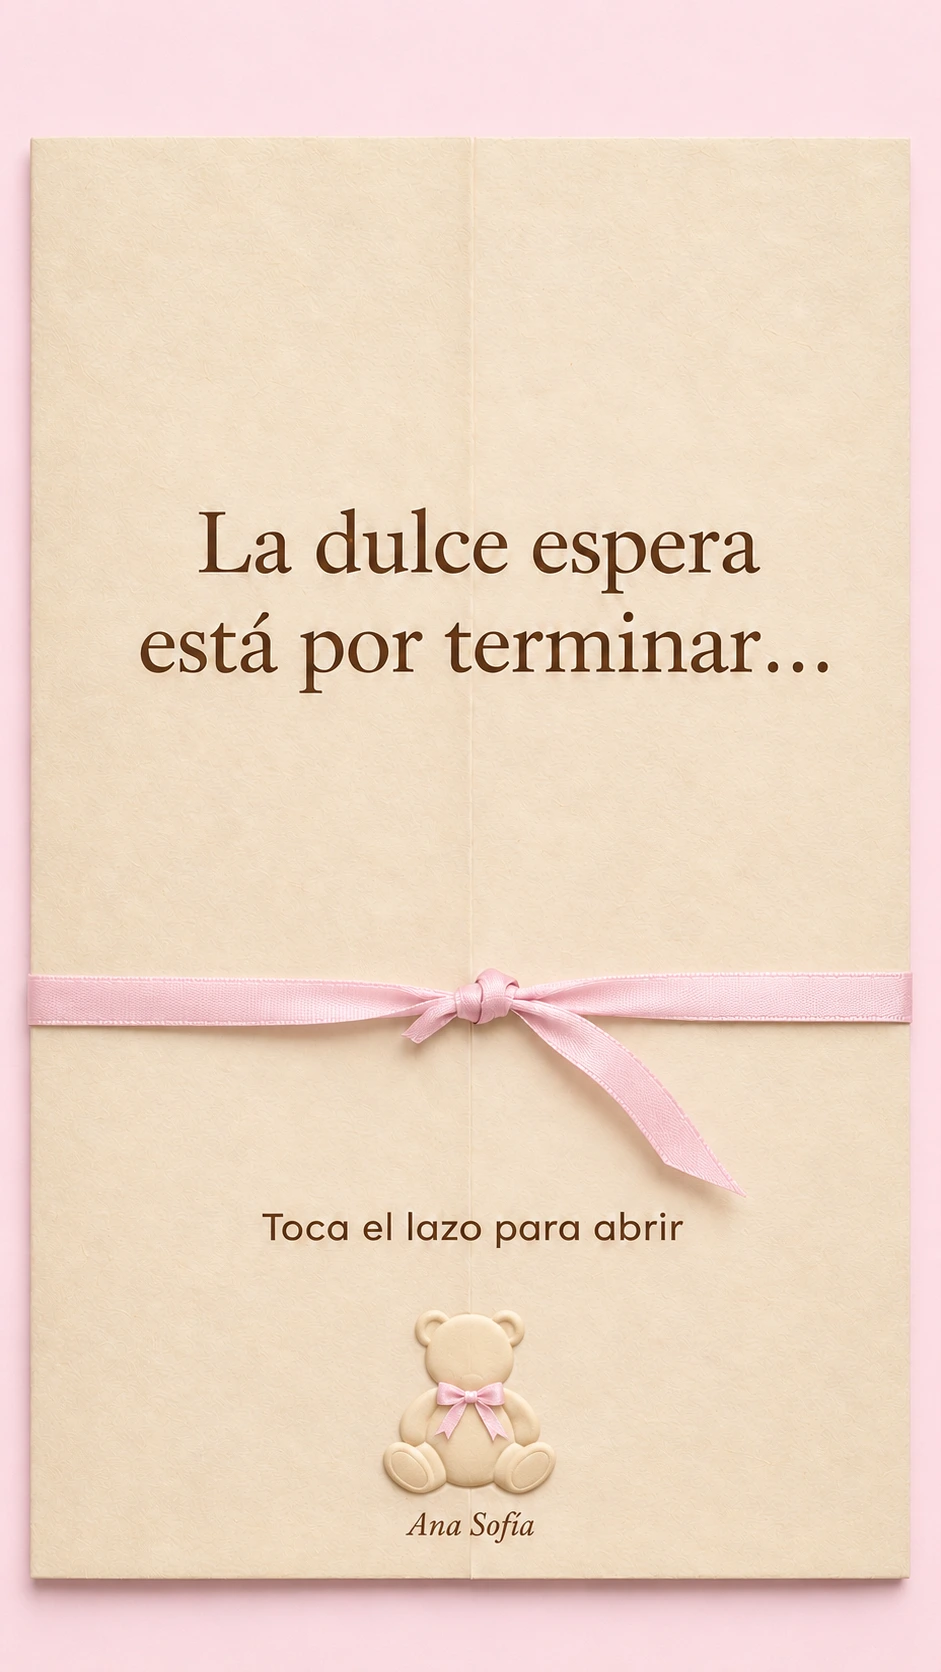 La dulce espera
está por terminar...
Toca el lazo para abrir
Ana Sofía